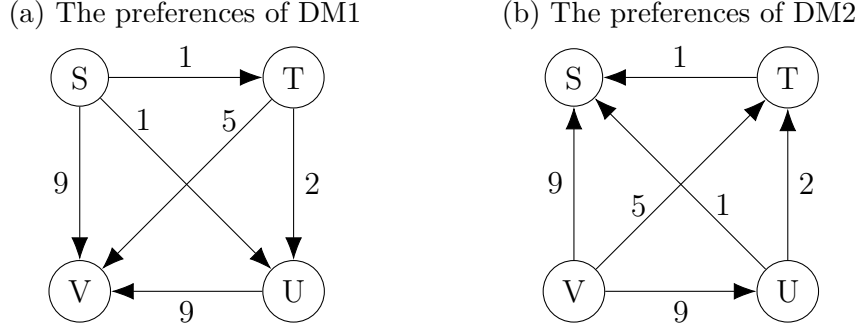 (a) The preferences of DM1
S
1
T
1
5
9
2
V
9
U
(b) The preferences of DM2
S
1
T
9
2
5
1
V
9
U